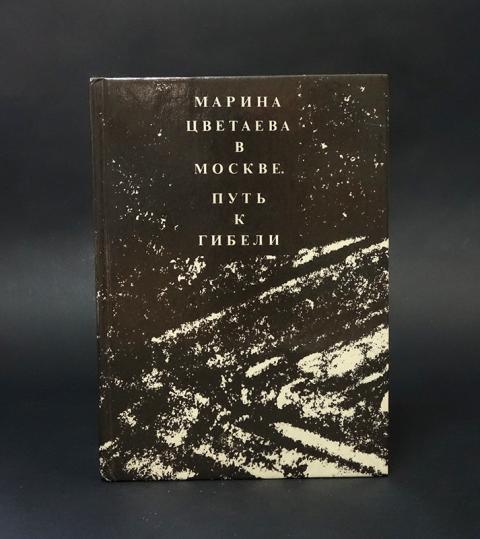 МАРИНА
ЦВЕТАЕВА
В
МОСКВЕ.
ПУТЬ
К
ГИБЕЛИ